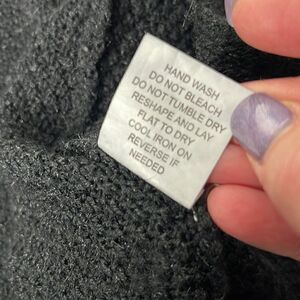 HAND WASH
DO NOT BLEACH
DO NOT TUMBLE DRY
RESHAPE AND LAY
FLAT TO DRY
COOL IRON ON
REVERSE IF
NEEDED